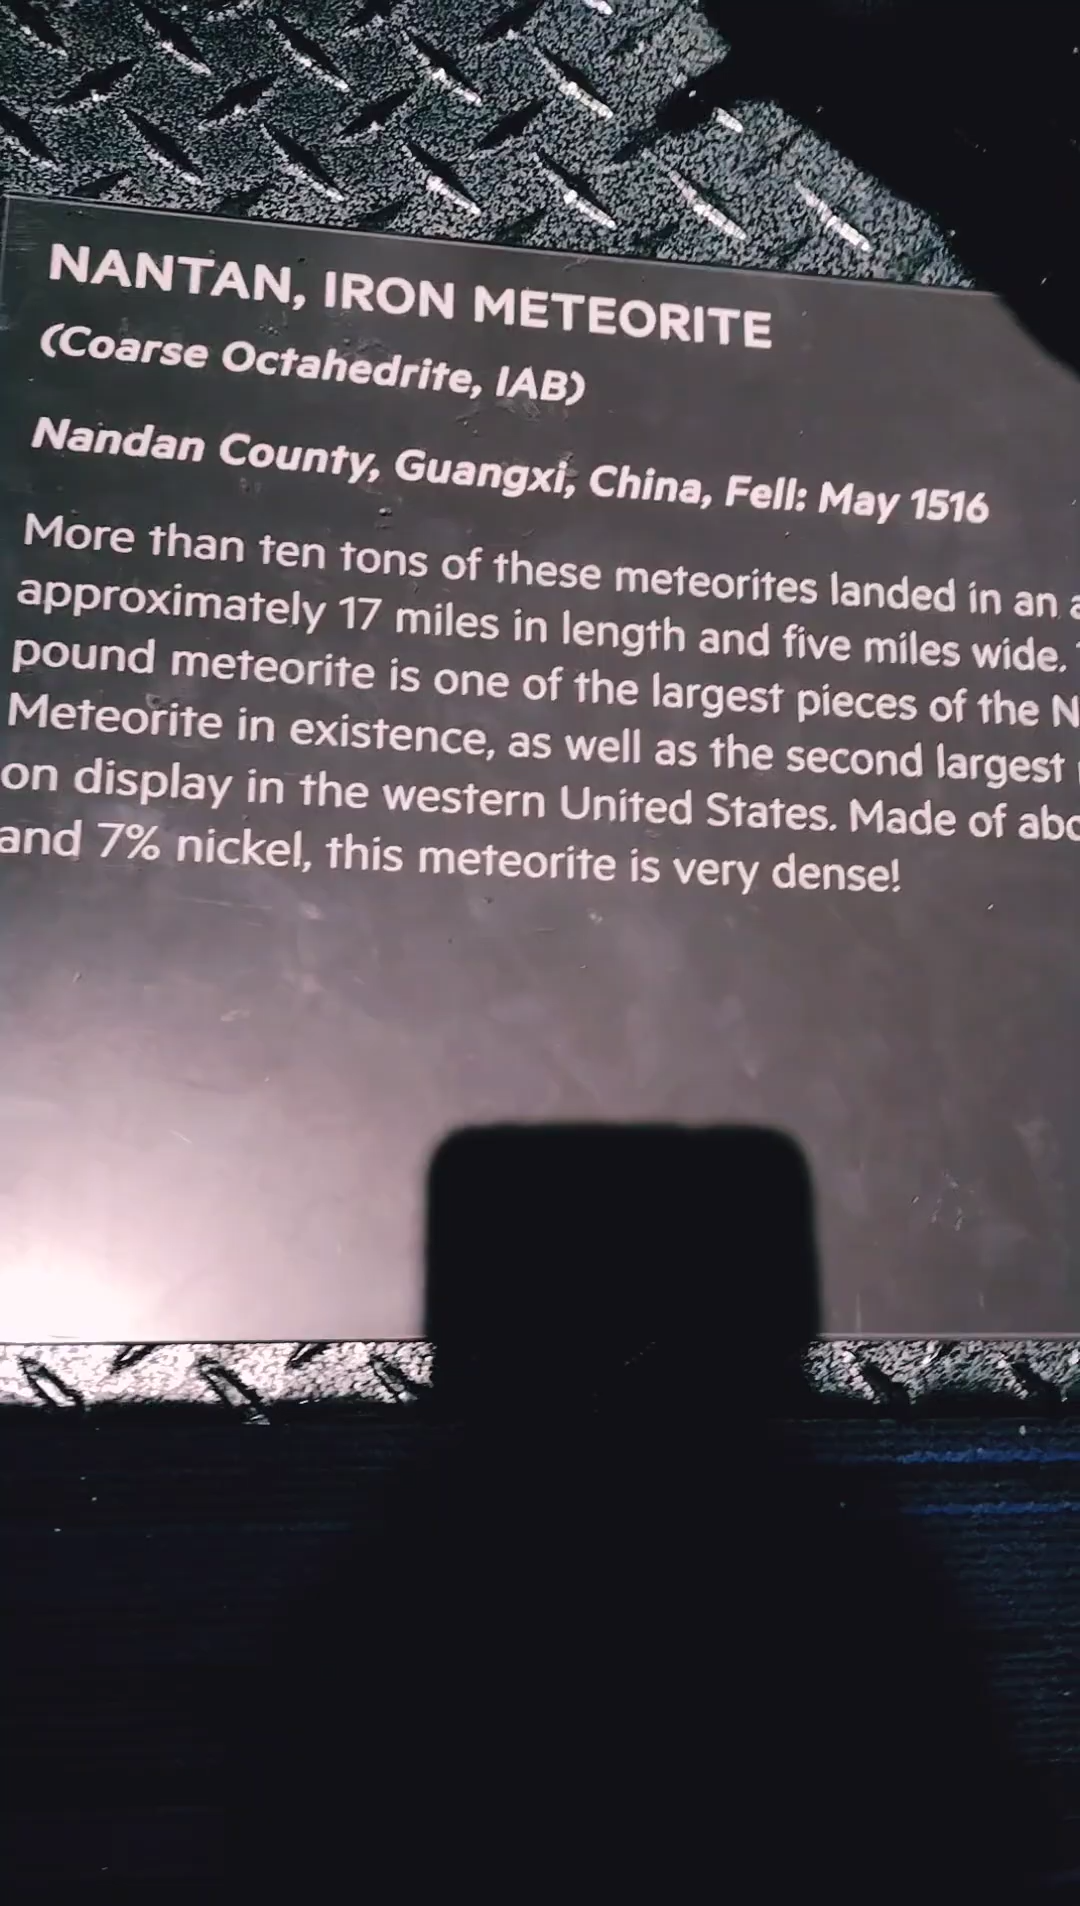 NANTAN, IRON METEORITE
(Coarse Octahedrite, IAB)
Nandan County, Guangxi, China, Fell: May 1516
More than ten tons of these meteorites landed in an
approximately 17 miles in length and five miles wide.
pound meteorite is one of the largest pieces of the
Meteorite in existence, as well as the second largest
on display in the western United States. Made of
and 7% nickel, this meteorite is very dense!